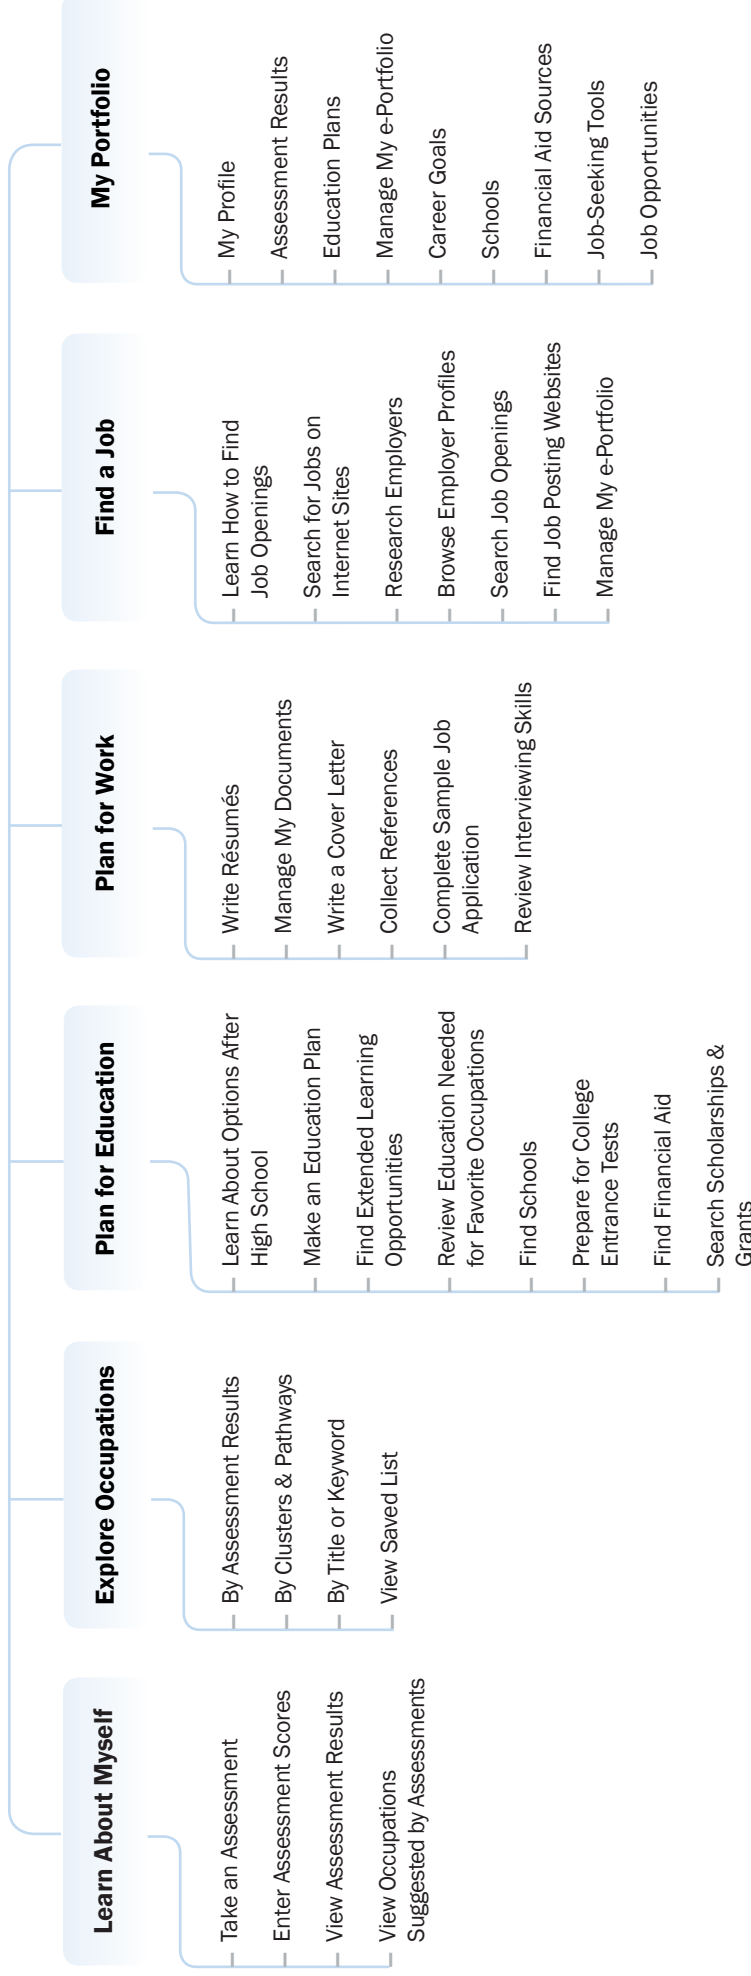 Learn About Myself
Take an Assessment
Enter Assessment Scores
View Assessment Results
View Occupations
Suggested by Assessments
Explore Occupations
By Assessment Results
By Clusters & Pathways
By Title or Keyword
View Saved List
Plan for Education
Learn About Options After
High School
Make an Education Plan
Find Extended Learning
Opportunities
Review Education Needed
for Favorite Occupations
Find Schools
Prepare for College
Entrance Tests
Find Financial Aid
Search Scholarships &
Grants
Plan for Work
Write Résumés
Manage My Documents
Write a Cover Letter
Collect References
Complete Sample Job
Application
Review Interviewing Skills
Find a Job
Learn How to Find
Job Openings
Search for Jobs on
Internet Sites
Research Employers
Browse Employer Profiles
Search Job Openings
Find Job Posting Websites
Manage My e-Portfolio
My Portfolio
My Profile
Assessment Results
Education Plans
Manage My e-Portfolio
Career Goals
Schools
Financial Aid Sources
Job-Seeking Tools
Job Opportunities